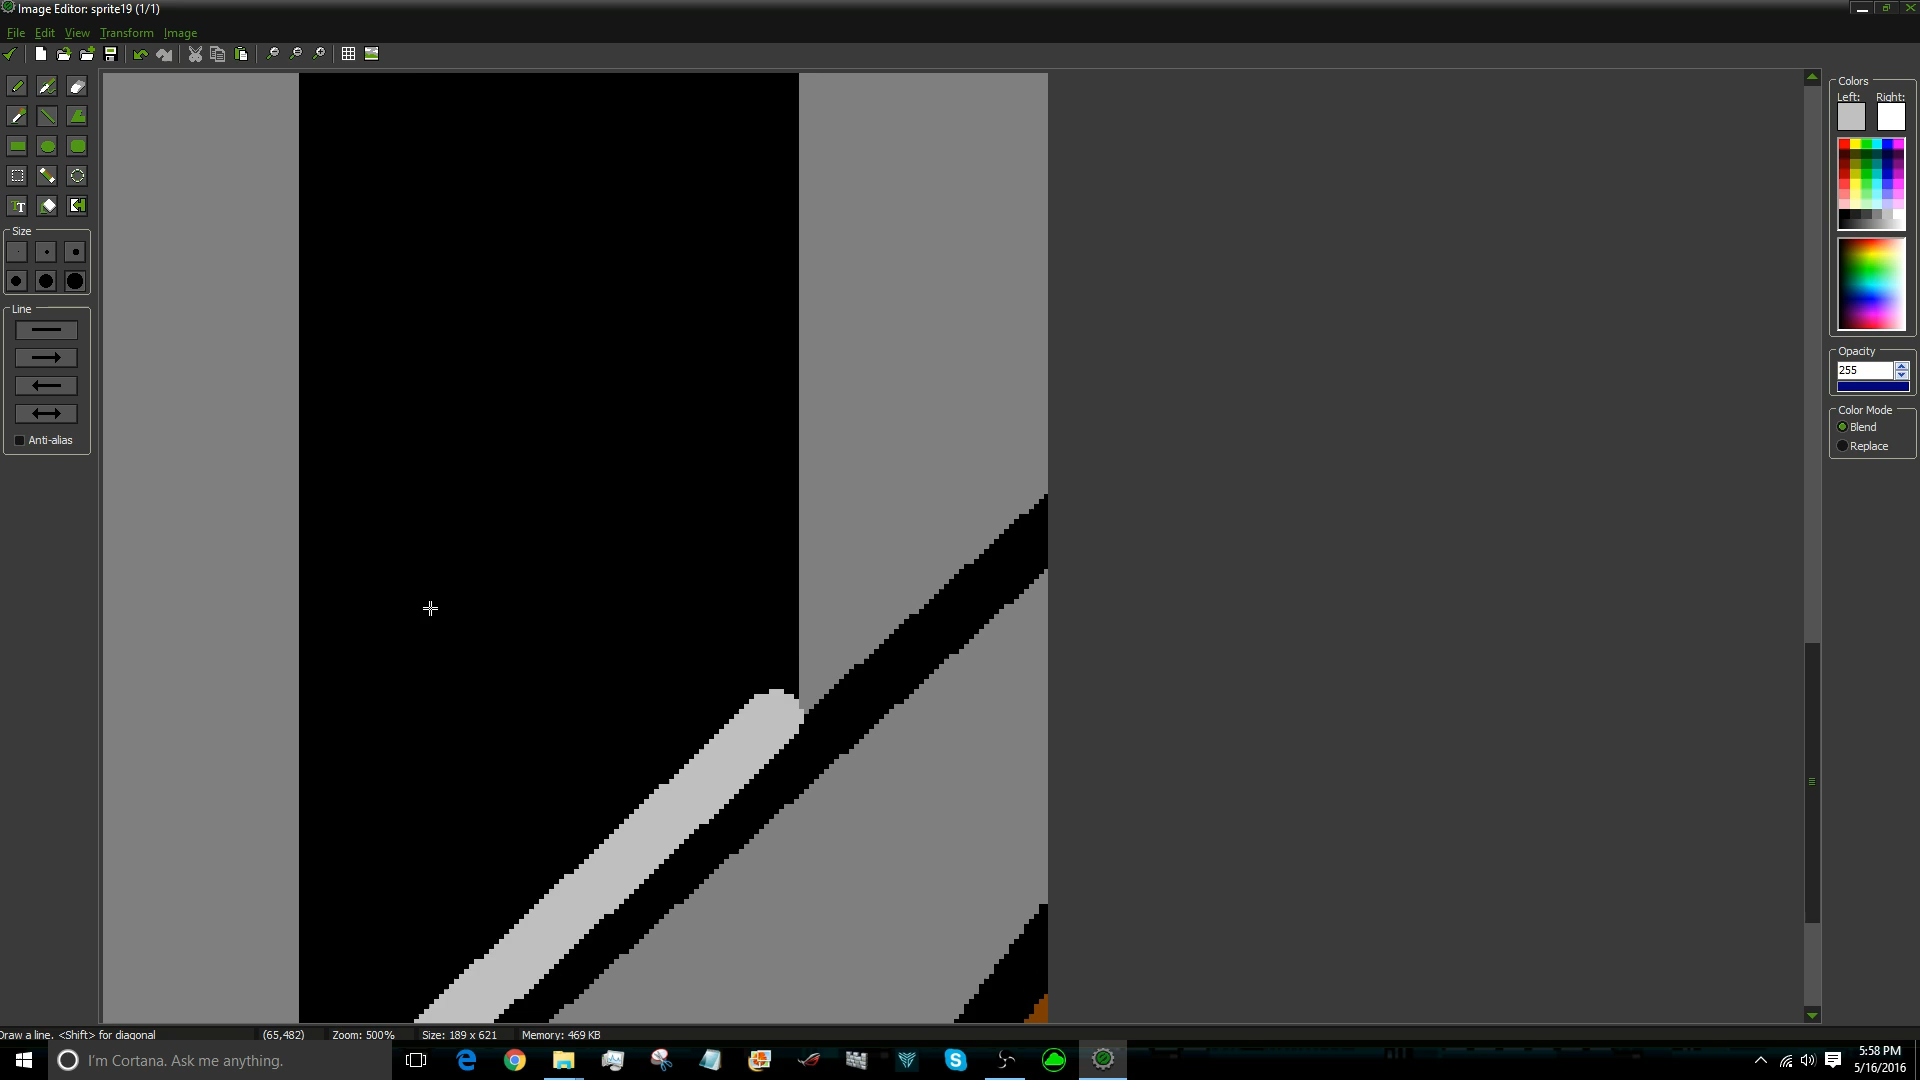 Image Editor: sprite19 (1/1)
File Edit View Transform Image
Colors
Left: Right:
TT
Size
Line
Anti-alias
Opacity
255
Color Mode
Blend
Replace
Draw a line. <Shift> for diagonal (65,482) Zoom: 500% Size: 189 x 621 Memory: 469 KB
I'm Cortana. Ask me anything.
5:58 PM
5/16/2016